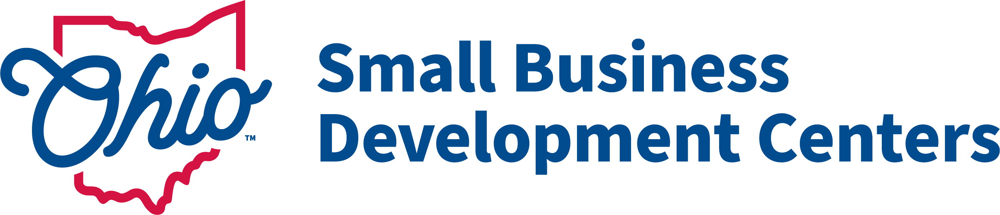 Ohio™
Small Business
Development Centers